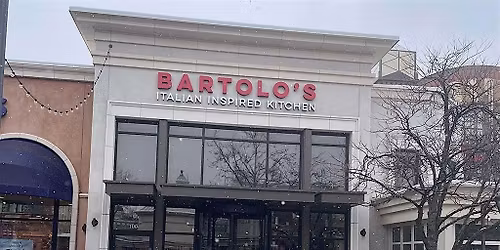 BARTOLO'S
ITALIAN INSPIRED KITCHEN